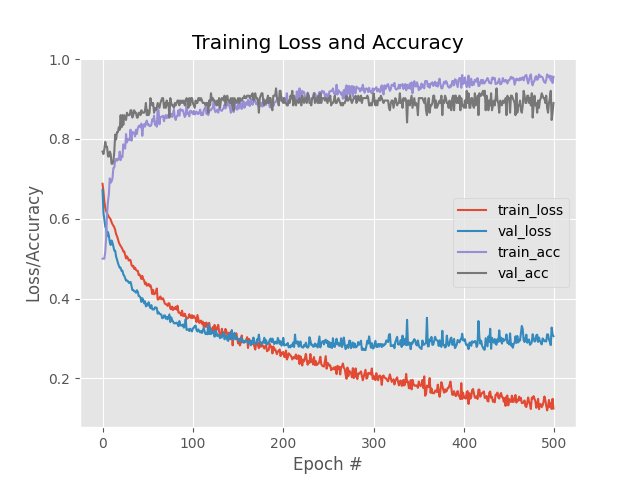 Training Loss and Accuracy
Loss/Accuracy
1.0
0.8
0.6
0.4
0.2
train_loss
val_loss
train_acc
val_acc
0 100 200 300 400 500
Epoch #